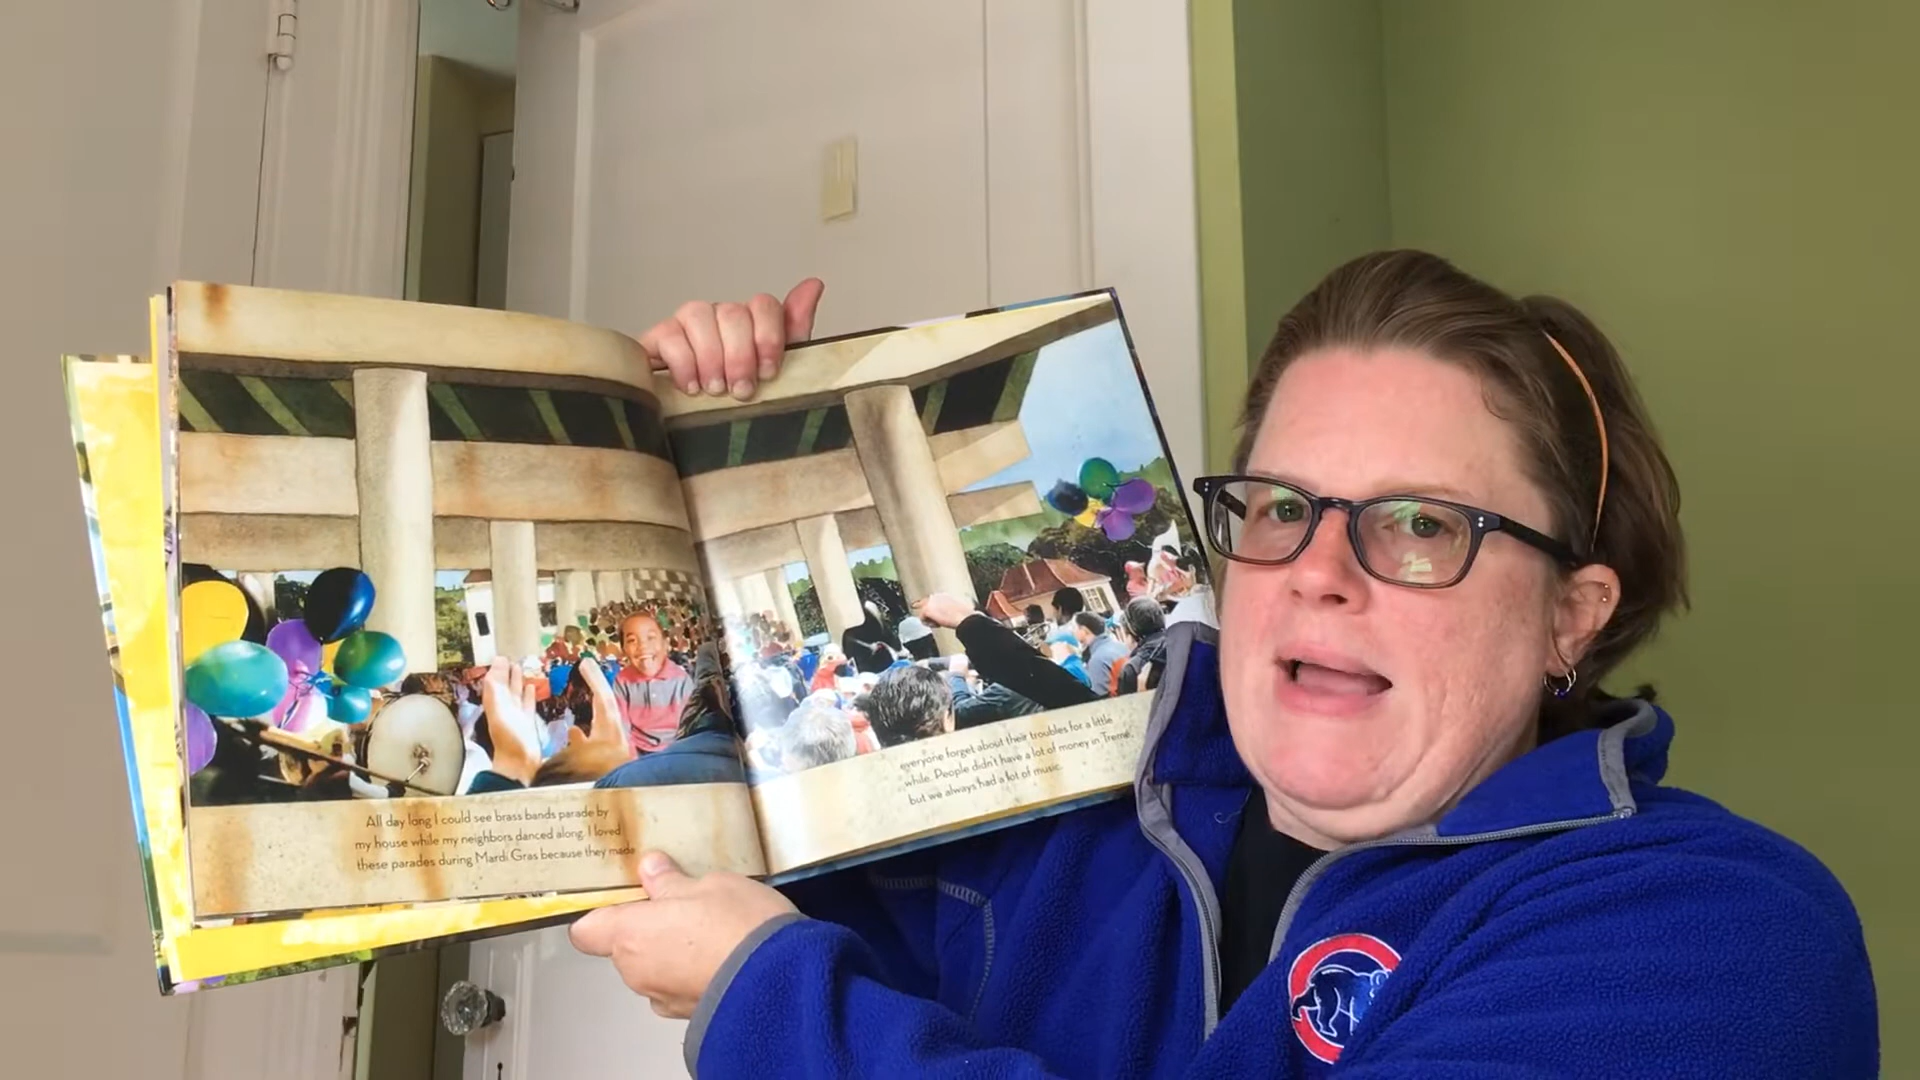 All day long I could see brass bands parade by
my house while my neighbors danced along. I loved
these parades during Mardi Gras because they made
everyone forget about their troubles for a little
while. People didn't have a lot of money in Tremé,
but we always had a lot of music.